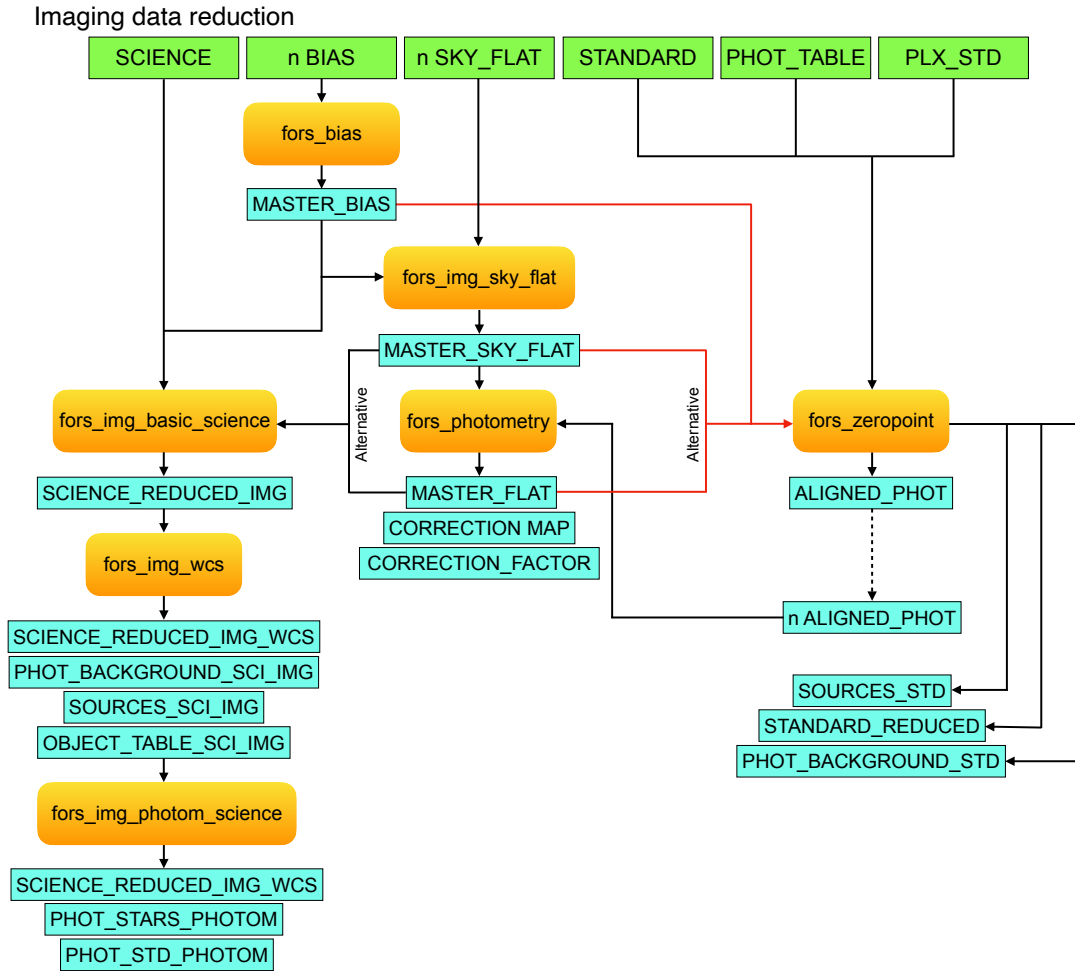 Imaging data reduction
SCIENCE
n BIAS
n SKY_FLAT
STANDARD
PHOT_TABLE
PLX_STD
fors_bias
MASTER_BIAS
fors_img_sky_flat
MASTER_SKY_FLAT
fors_img_basic_science
Alternative
fors_photometry
Alternative
fors_zeropoint
SCIENCE_REDUCED_IMG
MASTER_FLAT
ALIGNED_PHOT
CORRECTION MAP
CORRECTION_FACTOR
fors_img_wcs
n ALIGNED_PHOT
SCIENCE_REDUCED_IMG_WCS
PHOT_BACKGROUND_SCI_IMG
SOURCES_SCI_IMG
OBJECT_TABLE_SCI_IMG
SOURCES_STD
STANDARD_REDUCED
PHOT_BACKGROUND_STD
fors_img_photom_science
SCIENCE_REDUCED_IMG_WCS
PHOT_STARS_PHOTOM
PHOT_STD_PHOTOM